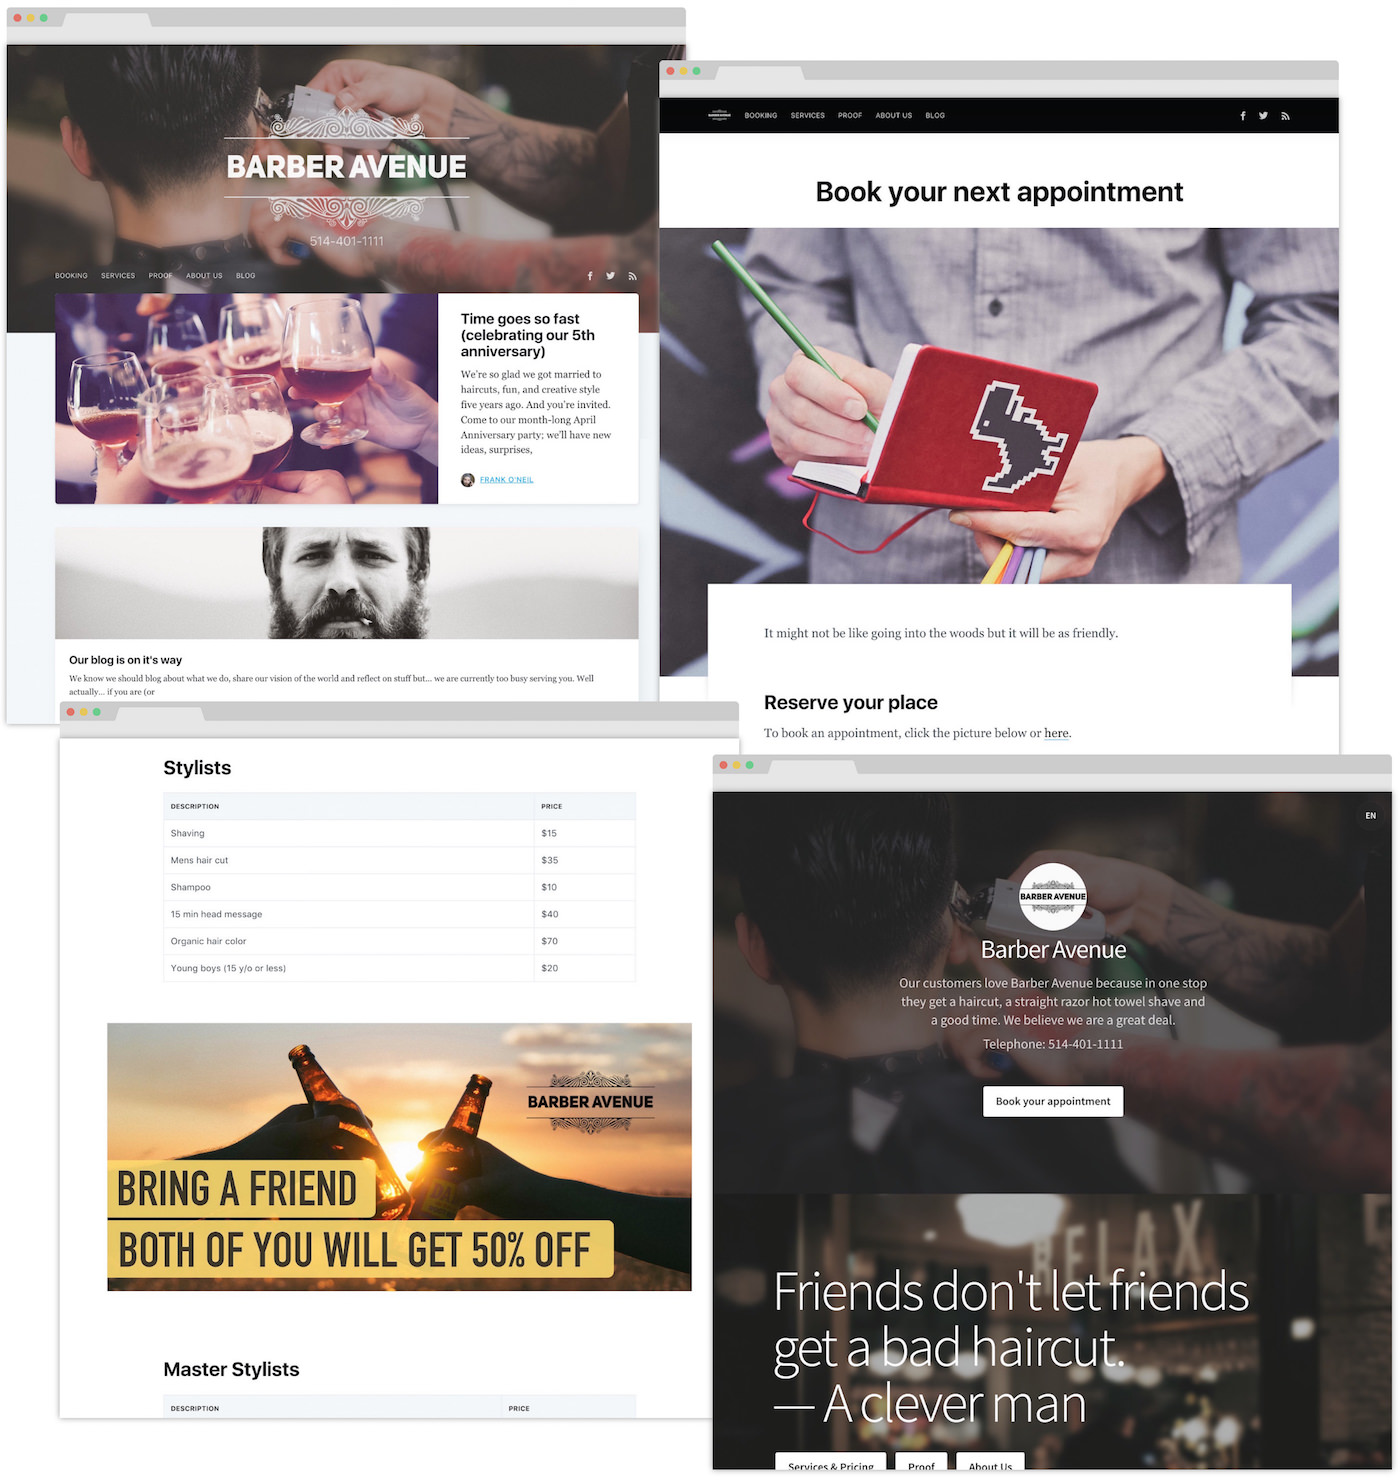 BARBER AVENUE
514-401-1111
BOOKING SERVICES PROOF ABOUT US BLOG
Time goes so fast
(celebrating our 5th
anniversary)
We're so glad we got married to
haircuts, fun, and creative style
five years ago. And you're invited.
Come to our month-long April
Anniversary party; we'll have new
ideas, surprises,
FRANK O'NEIL
Our blog is on it's way
We know we should blog about what we do, share our vision of the world and reflect on stuff but... we are currently too busy serving you. Well
actually... if you are (or
BARBER AVENUE BOOKING SERVICES PROOF ABOUT US BLOG
Book your next appointment
It might not be like going into the woods but it will be as friendly.
Reserve your place
To book an appointment, click the picture below or here.
Stylists
DESCRIPTION PRICE
Shaving $15
Mens hair cut $35
Shampoo $10
15 min head message $40
Organic hair color $70
Young boys (15 y/o or less) $20
BARBER AVENUE
BRING A FRIEND
BOTH OF YOU WILL GET 50% OFF
Master Stylists
DESCRIPTION PRICE
EN
BARBER AVENUE
Barber Avenue
Our customers love Barber Avenue because in one stop
they get a haircut, a straight razor hot towel shave and
a good time. We believe we are a great deal.
Telephone: 514-401-1111
Book your appointment
RELAX
Friends don't let friends
get a bad haircut.
— A clever man
Services & Pricing Proof About Us